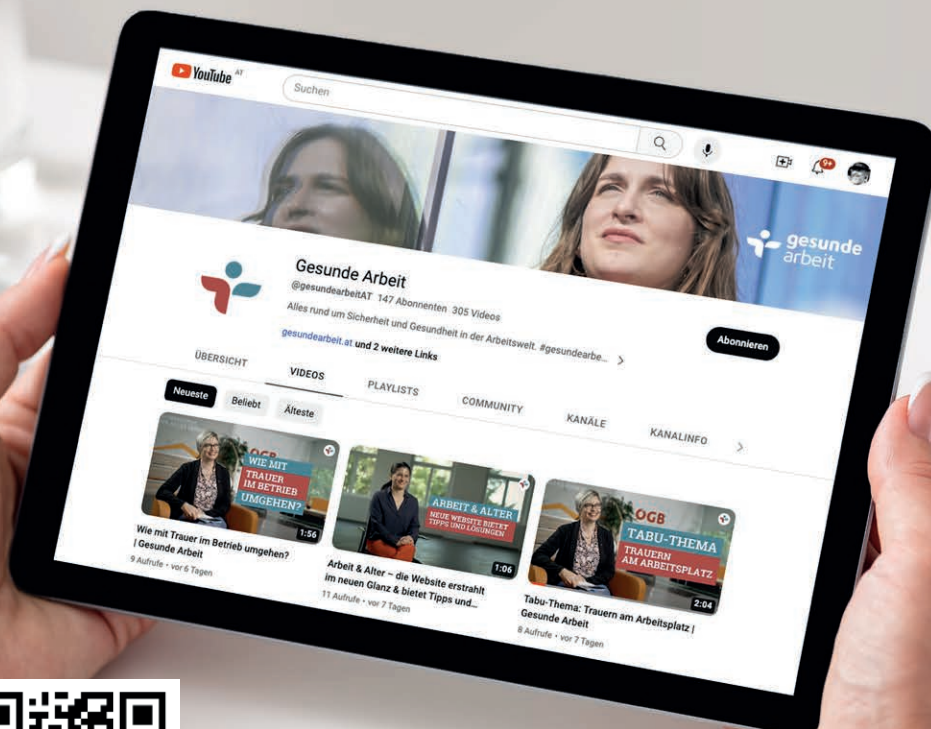 YouTube AT
Suchen
9+
gesunde
arbeit
Gesunde Arbeit
@gesundearbeitAT 147 Abonnenten 305 Videos
Alles rund um Sicherheit und Gesundheit in der Arbeitswelt. #gesundearbe...
Abonnieren
gesundearbeit.at und 2 weitere Links
ÜBERSICHT
VIDEOS
PLAYLISTS
COMMUNITY
KANÄLE
KANALINFO
Neueste
Beliebt
Älteste
ÖGB
WIE MIT
TRAUER
IM BETRIEB
UMGEHEN?
1:56
Wie mit Trauer im Betrieb umgehen?
| Gesunde Arbeit
9 Aufrufe • vor 6 Tagen
ARBEIT & ALTER
NEUE WEBSITE BIETET
TIPPS UND LÖSUNGEN
1:06
Arbeit & Alter – die Website erstrahlt
im neuen Glanz & bietet Tipps und...
11 Aufrufe • vor 7 Tagen
ÖGB
TABU-THEMA
TRAUERN
AM ARBEITSPLATZ
2:04
Tabu-Thema: Trauern am Arbeitsplatz |
Gesunde Arbeit
8 Aufrufe • vor 7 Tagen